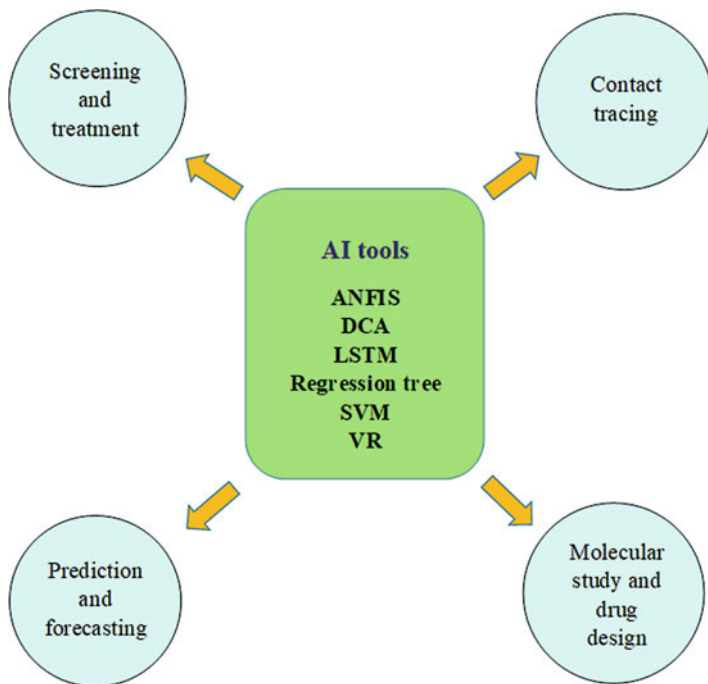 Screening
and
treatment
Contact
tracing
AI tools
ANFIS
DCA
LSTM
Regression tree
SVM
VR
Prediction
and
forecasting
Molecular
study and
drug
design